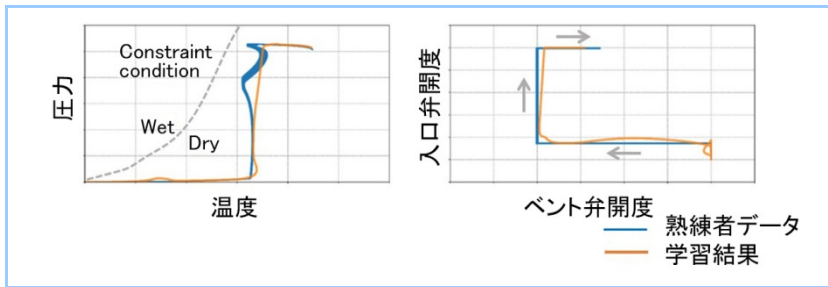 圧力
Constraint
condition
Wet
Dry
温度
入口弁開度
ベント弁開度
熟練者データ
学習結果